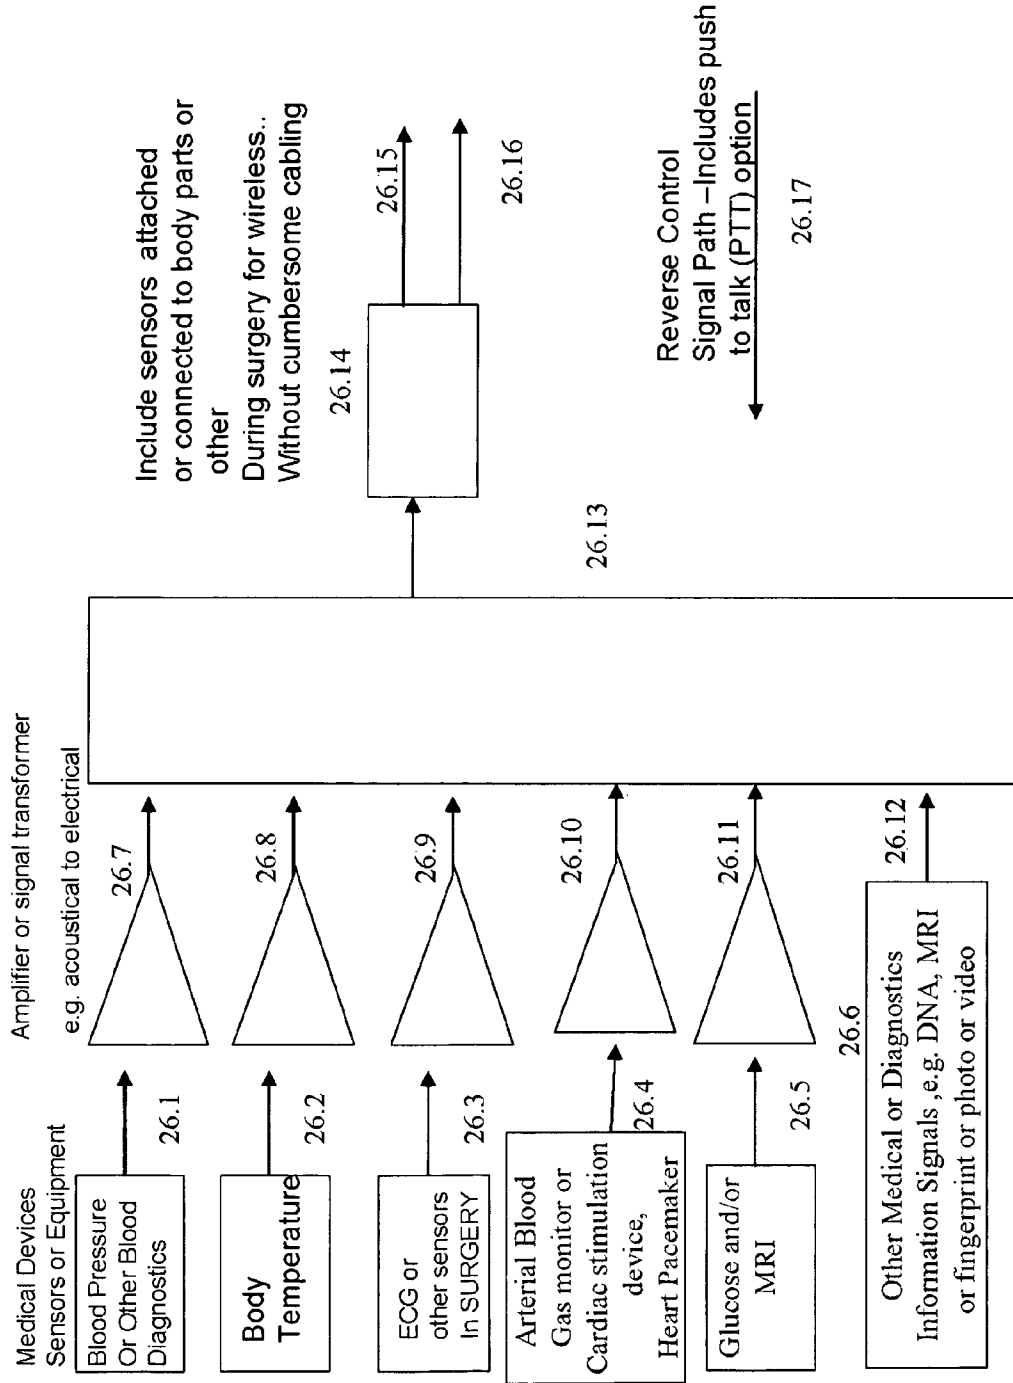 Medical Devices
Sensors or Equipment
Blood Pressure
Or Other Blood
Diagnostics
26.1
Amplifier or signal transformer
e.g. acoustical to electrical
26.7
Body
Temperature
26.2
26.8
ECG or
other sensors
In SURGERY
26.3
26.9
Arterial Blood
Gas monitor or
Cardiac stimulation
device,
Heart Pacemaker
26.4
26.10
Glucose and/or
MRI
26.5
26.11
26.6
Other Medical or Diagnostics
Information Signals ,e.g. DNA, MRI
or fingerprint or photo or video
26.12
26.13
Include sensors attached
or connected to body parts or
other
During surgery for wireless..
Without cumbersome cabling
26.14
26.15
26.16
Reverse Control
Signal Path –Includes push
to talk (PTT) option
26.17